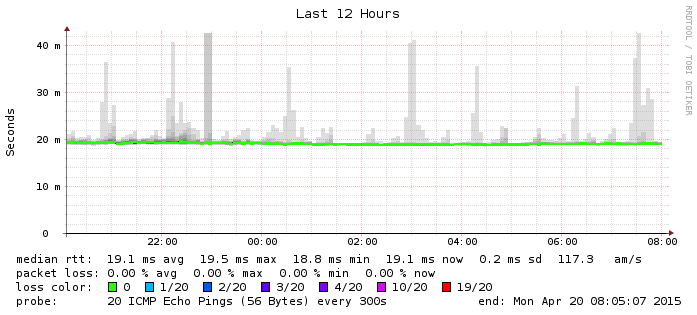 Last 12 Hours
RRDTOOL / TOBI OETIKER
Seconds
40 m
30 m
20 m
10 m
0
22:00 00:00 02:00 04:00 06:00 08:00
median rtt: 19.1 ms avg 19.5 ms max 18.8 ms min 19.1 ms now 0.2 ms sd 117.3 am/s
packet loss: 0.00 % avg 0.00 % max 0.00 % min 0.00 % now
loss color: 0 1/20 2/20 3/20 4/20 10/20 19/20
probe: 20 ICMP Echo Pings (56 Bytes) every 300s end: Mon Apr 20 08:05:07 2015